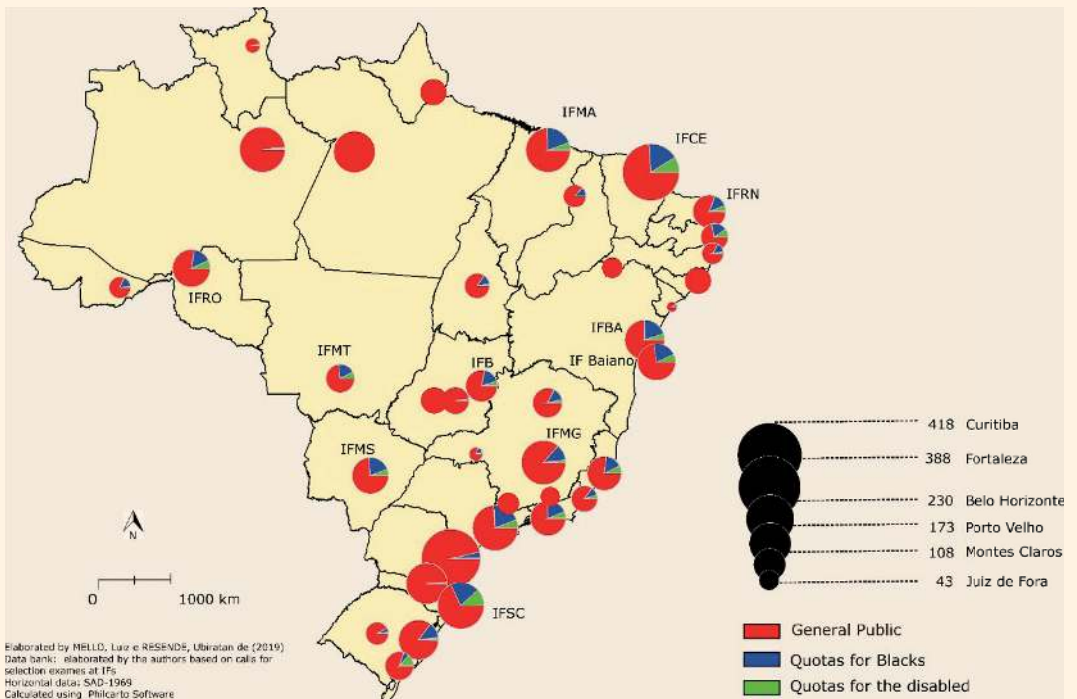 IFMA
IFCE
IFRN
IFRO
IFBA
IF Baiano
IFMT
IFB
IFMG
IFMS
IFSC
N
0 1000 km
418 Curitiba
388 Fortaleza
230 Belo Horizonte
173 Porto Velho
108 Montes Claros
43 Juiz de Fora
General Public
Quotas for Blacks
Quotas for the disabled
Elaborated by MELLO, Luiz e RESENDE, Ubiratan de (2019)
Data bank: elaborated by the authors based on calls for
selection exames at IFs
Horizontal data: SAD-1969
Calculated using Philcarto Software